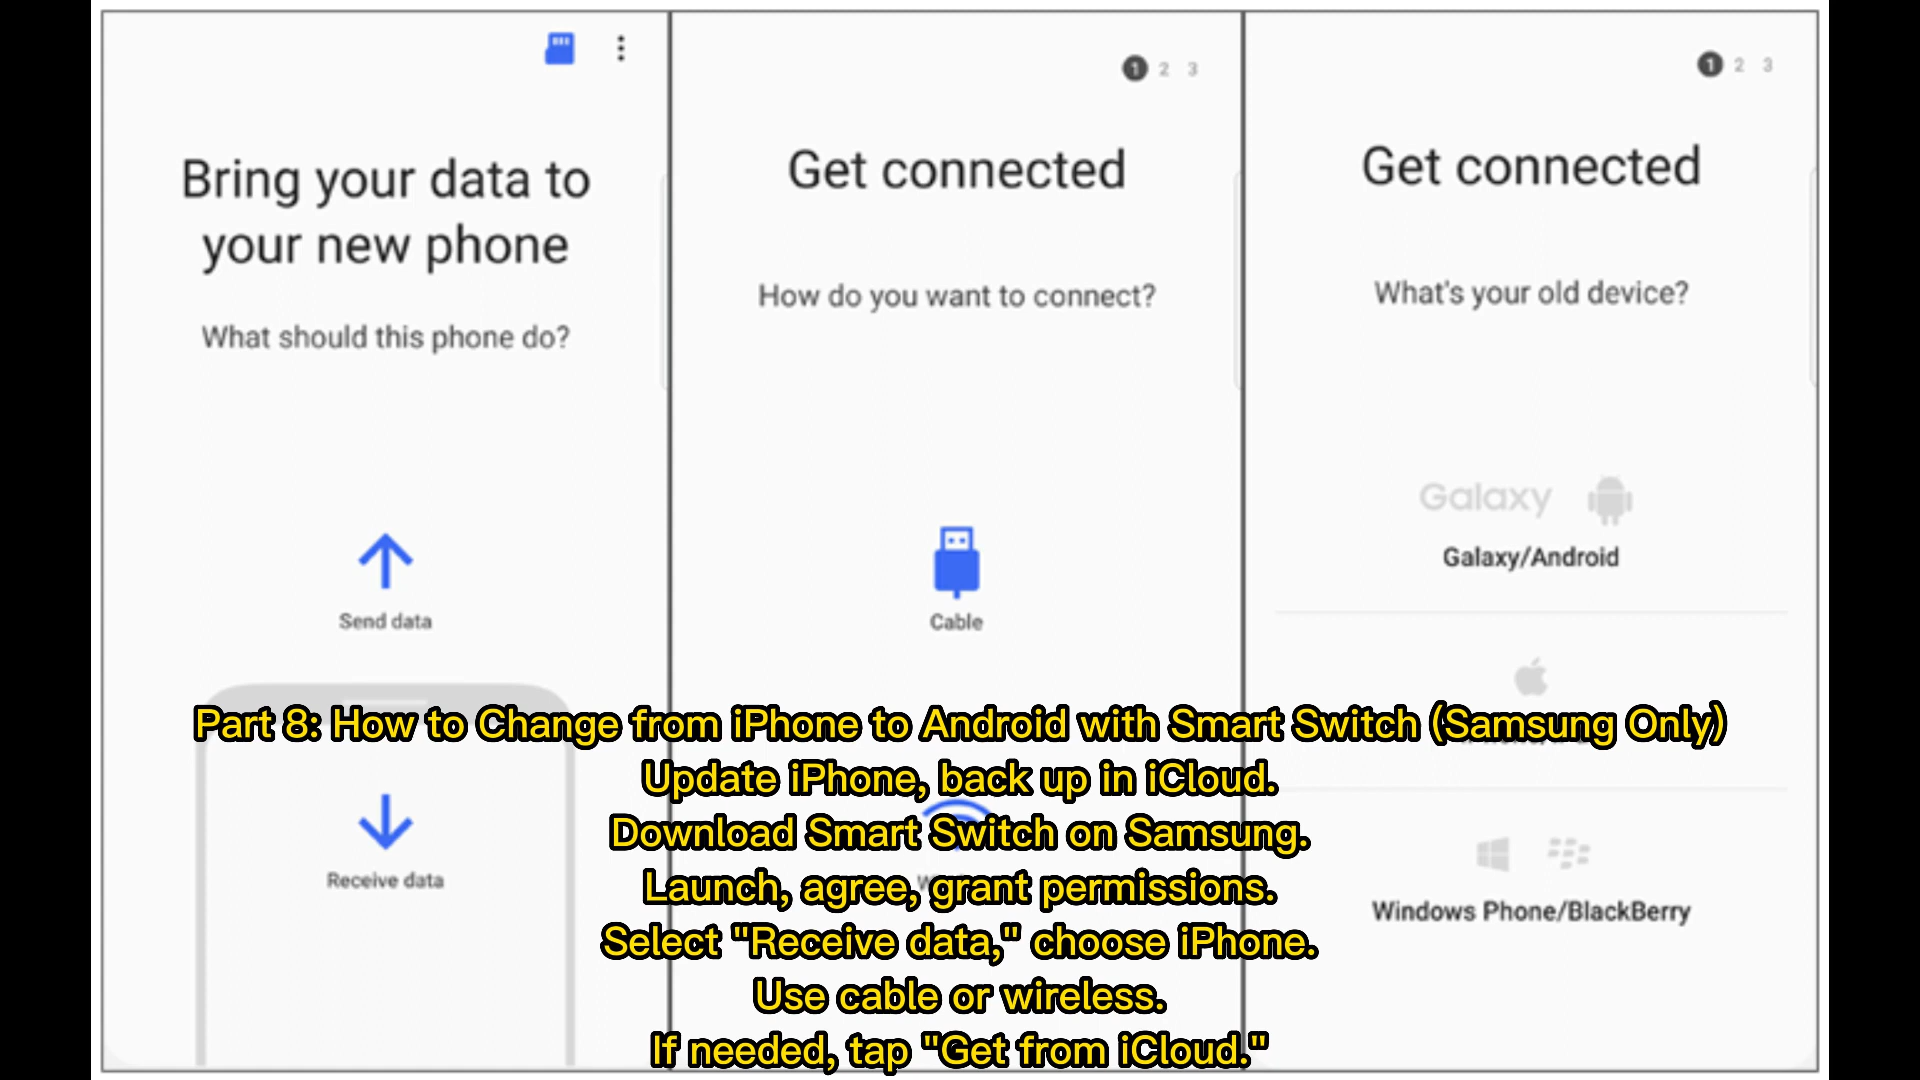 Bring your data to
your new phone
What should this phone do?
Send data
Receive data
1 2 3
Get connected
How do you want to connect?
Cable
1 2 3
Get connected
What's your old device?
Galaxy
Galaxy/Android
Windows Phone/BlackBerry
Part 8: How to Change from iPhone to Android with Smart Switch (Samsung Only)
Update iPhone, back up in iCloud.
Download Smart Switch on Samsung.
Launch, agree, grant permissions.
Select "Receive data," choose iPhone.
Use cable or wireless.
If needed, tap "Get from iCloud."